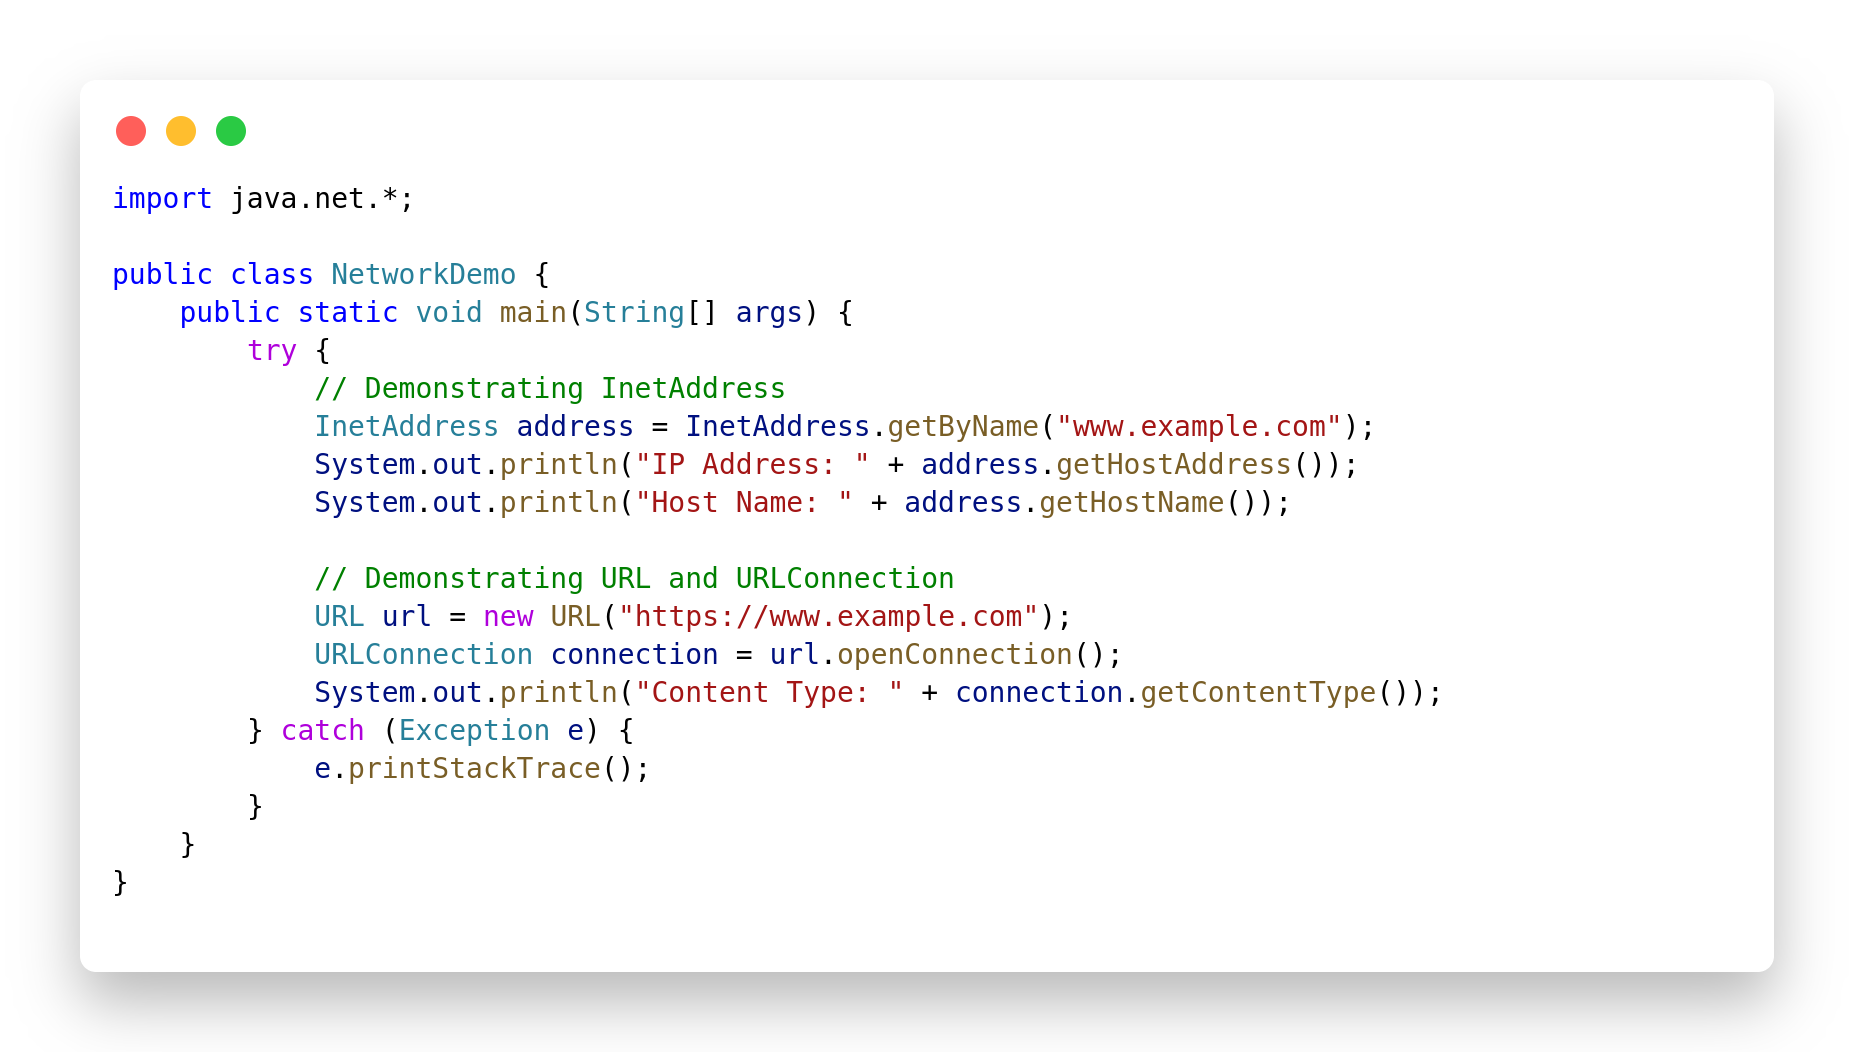 import java.net.*;

public class NetworkDemo {
    public static void main(String[] args) {
        try {
            // Demonstrating InetAddress
            InetAddress address = InetAddress.getByName("www.example.com");
            System.out.println("IP Address: " + address.getHostAddress());
            System.out.println("Host Name: " + address.getHostName());

            // Demonstrating URL and URLConnection
            URL url = new URL("https://www.example.com");
            URLConnection connection = url.openConnection();
            System.out.println("Content Type: " + connection.getContentType());
        } catch (Exception e) {
            e.printStackTrace();
        }
    }
}